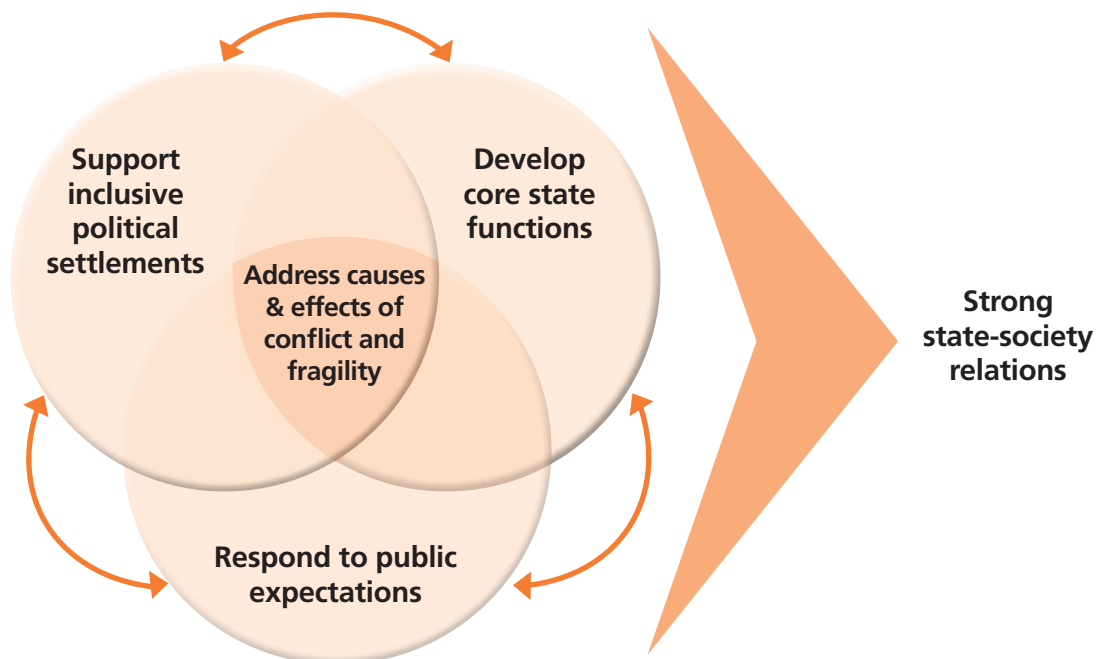 Support
inclusive
political
settlements
Develop
core state
functions
Address causes
& effects of
conflict and
fragility
Respond to public
expectations
Strong
state-society
relations